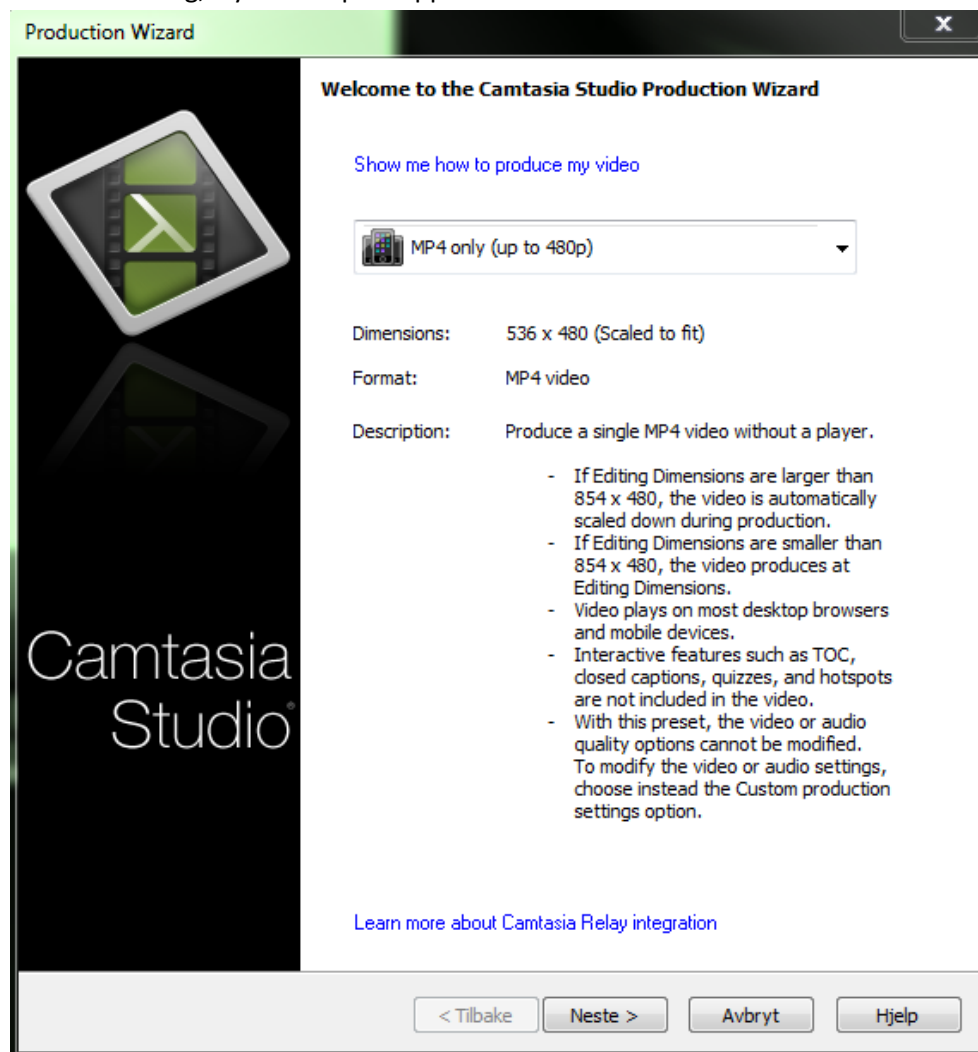 Production Wizard
x
Welcome to the Camtasia Studio Production Wizard
Show me how to produce my video
MP4 only (up to 480p)
Dimensions: 536 x 480 (Scaled to fit)
Format: MP4 video
Description: Produce a single MP4 video without a player.
- If Editing Dimensions are larger than
854 x 480, the video is automatically
scaled down during production.
- If Editing Dimensions are smaller than
854 x 480, the video produces at
Editing Dimensions.
- Video plays on most desktop browsers
and mobile devices.
- Interactive features such as TOC,
closed captions, quizzes, and hotspots
are not included in the video.
- With this preset, the video or audio
quality options cannot be modified.
To modify the video or audio settings,
choose instead the Custom production
settings option.
Camtasia
Studio®
Learn more about Camtasia Relay integration
< Tilbake
Neste >
Avbryt
Hjelp